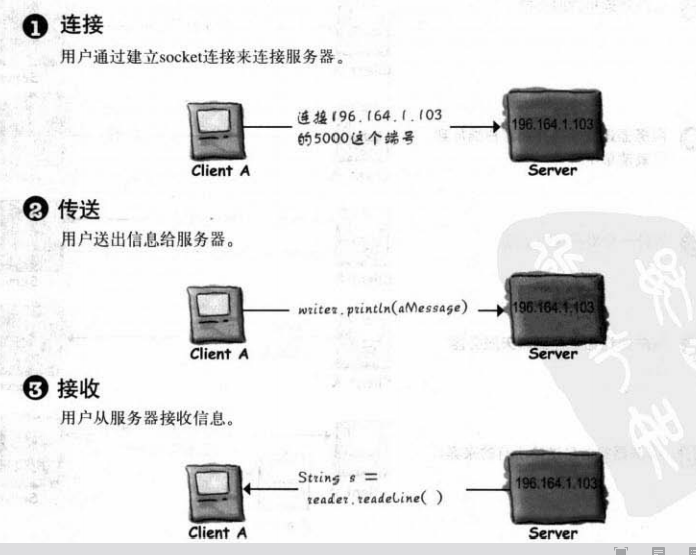 ❶ 连接
用户通过建立socket连接来连接服务器。
连接196.164.1.103
的5000这个端号
196.164.1.103
Client A
Server
❷ 传送
用户送出信息给服务器。
writer.println(aMessage)
196.164.1.103
Client A
Server
❸ 接收
用户从服务器接收信息。
String s =
reader.readeLine( )
196.164.1.103
Client A
Server